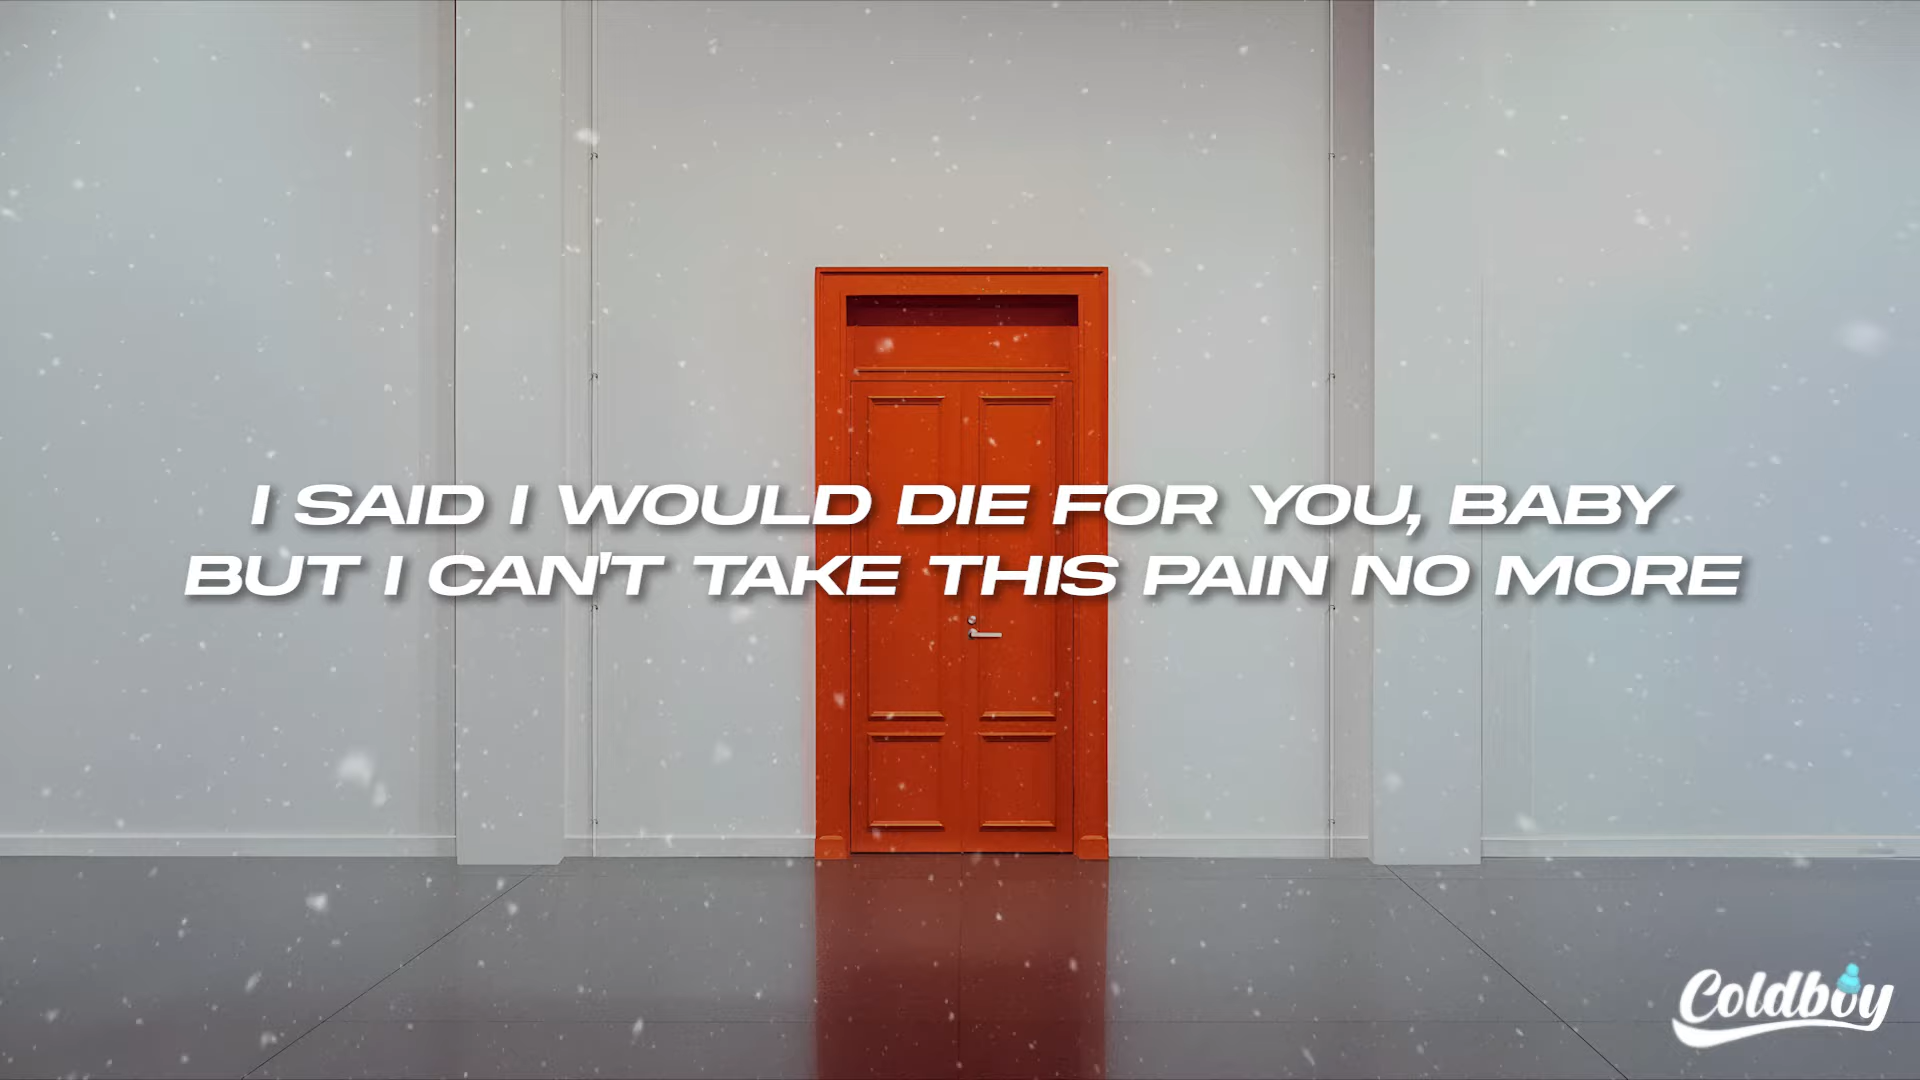 I SAID I WOULD DIE FOR YOU, BABY
BUT I CAN'T TAKE THIS PAIN NO MORE
Coldboy